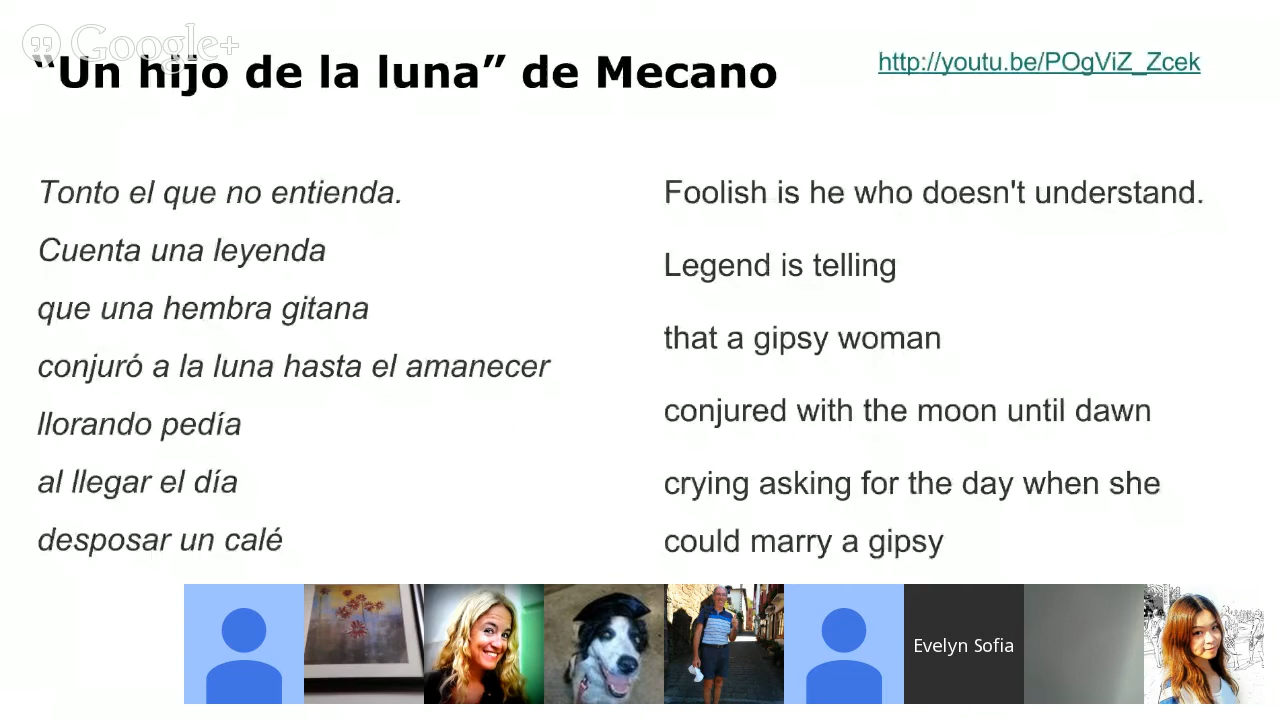 Google+
“Un hijo de la luna” de Mecano
http://youtu.be/POgViZ_Zcek
Tonto el que no entienda.
Cuenta una leyenda
que una hembra gitana
conjuró a la luna hasta el amanecer
llorando pedía
al llegar el día
desposar un calé
Foolish is he who doesn't understand.
Legend is telling
that a gipsy woman
conjured with the moon until dawn
crying asking for the day when she
could marry a gipsy
Evelyn Sofia